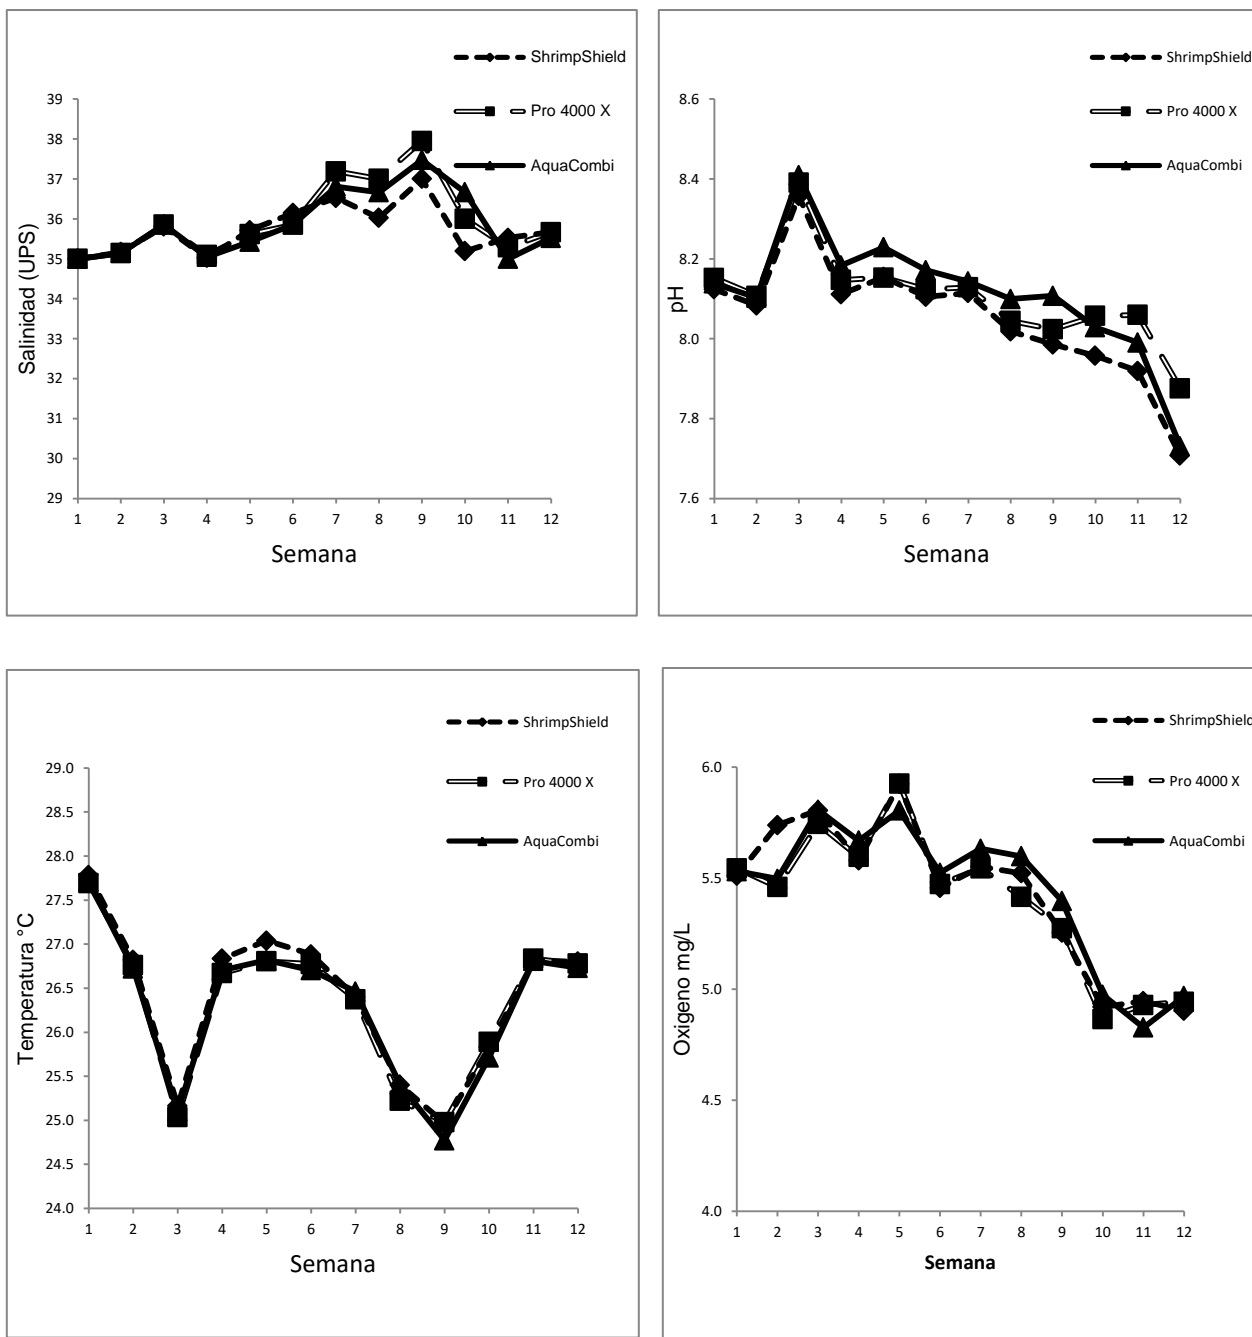 ShrimpShield
Pro 4000 X
AquaCombi
39
38
37
36
35
34
33
32
31
30
29
Salinidad (UPS)
1 2 3 4 5 6 7 8 9 10 11 12
Semana
ShrimpShield
Pro 4000 X
AquaCombi
8.6
8.4
8.2
8.0
7.8
7.6
pH
1 2 3 4 5 6 7 8 9 10 11 12
Semana
ShrimpShield
Pro 4000 X
AquaCombi
29.0
28.5
28.0
27.5
27.0
26.5
26.0
25.5
25.0
24.5
24.0
Temperatura °C
1 2 3 4 5 6 7 8 9 10 11 12
Semana
ShrimpShield
Pro 4000 X
AquaCombi
6.0
5.5
5.0
4.5
4.0
Oxigeno mg/L
1 2 3 4 5 6 7 8 9 10 11 12
Semana